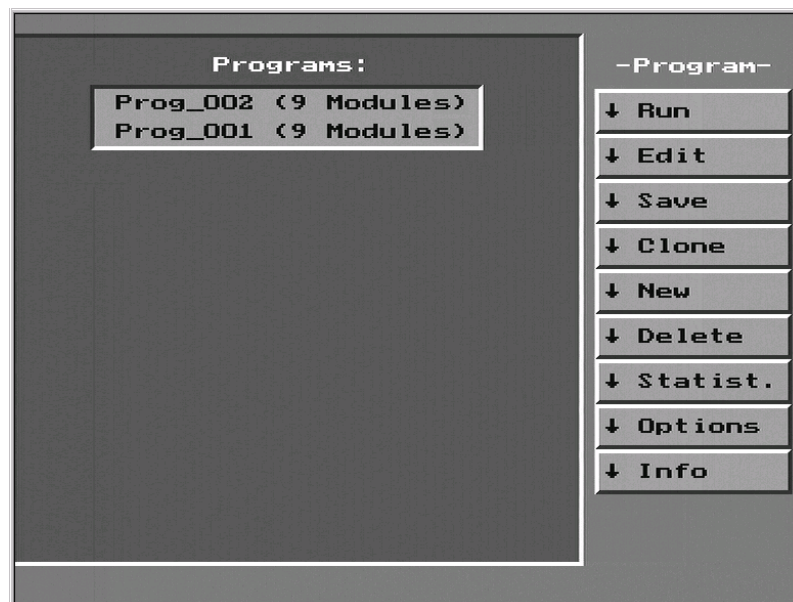 Programs:
Prog_002 (9 Modules)
Prog_001 (9 Modules)
-Program-
↓ Run
↓ Edit
↓ Save
↓ Clone
↓ New
↓ Delete
↓ Statist.
↓ Options
↓ Info